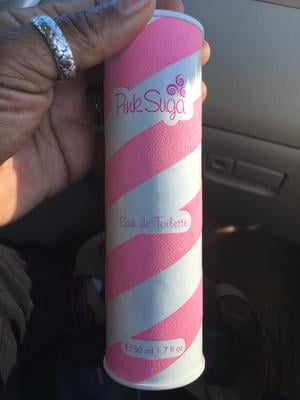 Pink Suga
Eau de Toilette
℮50 ml 1.7 fl oz